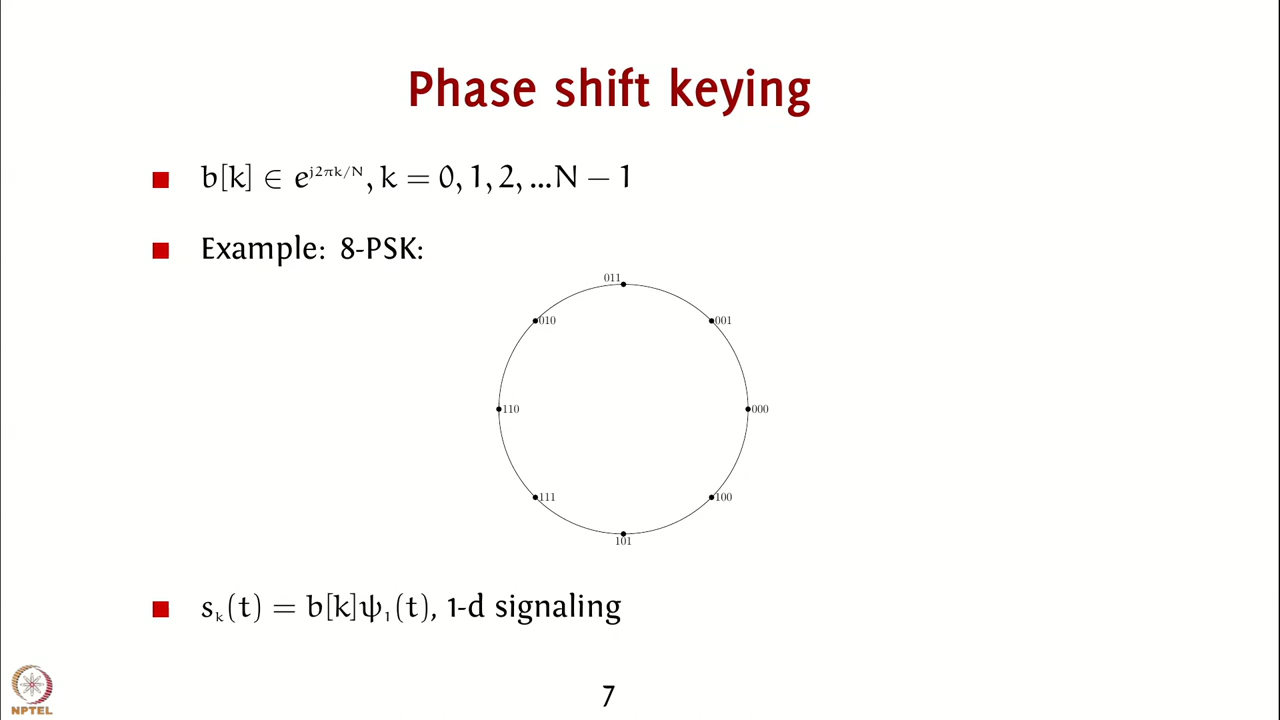 Phase shift keying
b[k] ∈ e^{j2πk/N}, k = 0, 1, 2, ...N − 1
Example: 8-PSK:
011
010
001
110
000
111
100
101
sₖ(t) = b[k]ψ₁(t), 1-d signaling
NPTEL
7